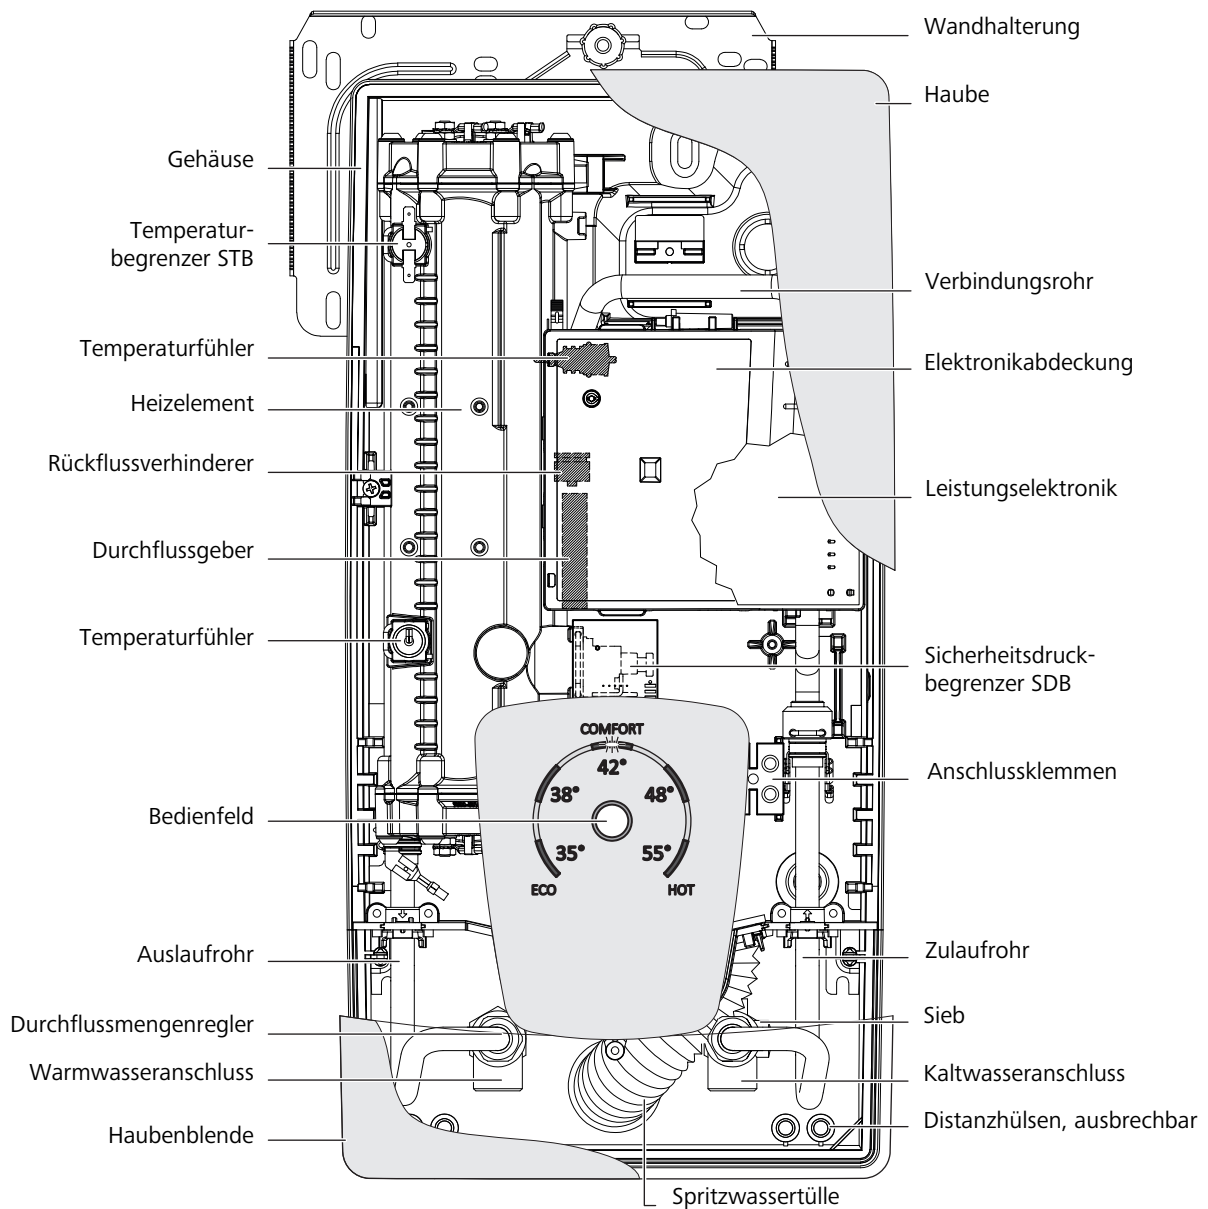 Wandhalterung
Haube
Gehäuse
Temperatur-
begrenzer STB
Verbindungsrohr
Temperaturfühler
Elektronikabdeckung
Heizelement
Rückflussverhinderer
Leistungselektronik
Durchflussgeber
Temperaturfühler
Sicherheitsdruck-
begrenzer SDB
COMFORT
42°
38° 48°
Anschlussklemmen
Bedienfeld
35° 55°
ECO HOT
Auslaufrohr
Zulaufrohr
Durchflussmengenregler
Sieb
Warmwasseranschluss
Kaltwasseranschluss
Haubenblende
Distanzhülsen, ausbrechbar
Spritzwassertülle